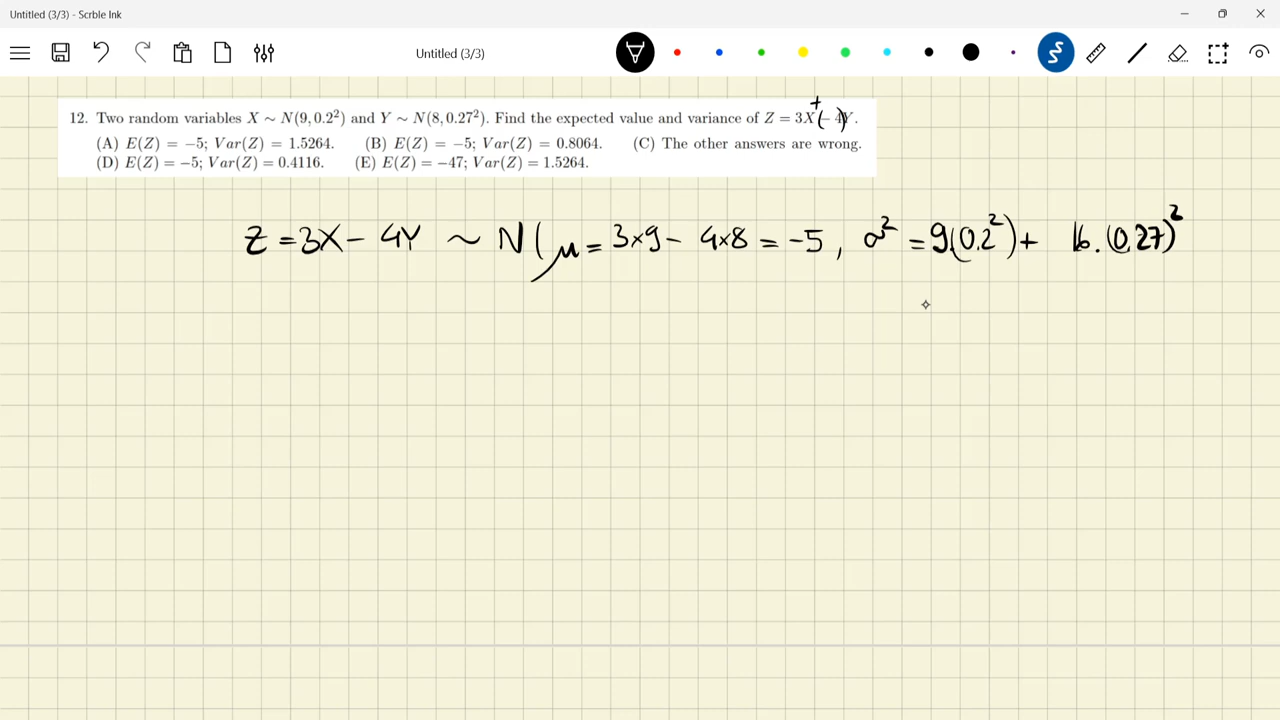 Untitled (3/3) - Scrble Ink
Untitled (3/3)
12. Two random variables X ∼ N(9, 0.2²) and Y ∼ N(8, 0.27²). Find the expected value and variance of Z = 3X +(− 4)Y.
(A) E(Z) = −5; Var(Z) = 1.5264. (B) E(Z) = −5; Var(Z) = 0.8064. (C) The other answers are wrong.
(D) E(Z) = −5; Var(Z) = 0.4116. (E) E(Z) = −47; Var(Z) = 1.5264.
Z = 3X − 4Y ∼ N( μ = 3×9 − 4×8 = −5, σ² = 9.(0.2²) + 16.(0.27)²